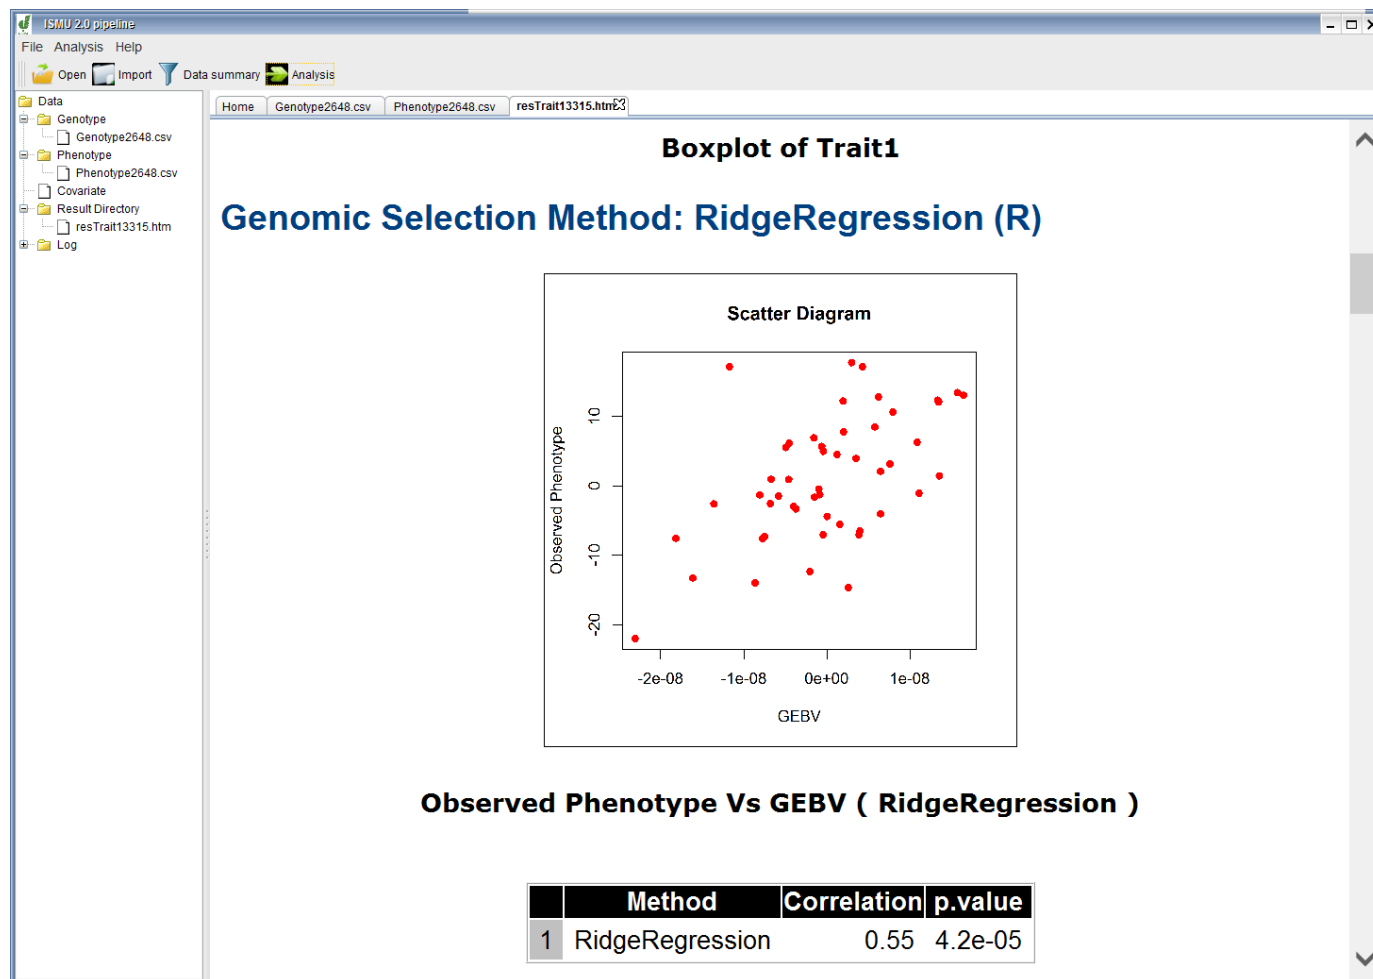 ISMU 2.0 pipeline
File Analysis Help
Open Import Data summary Analysis
Data
Genotype
Genotype2648.csv
Phenotype
Phenotype2648.csv
Covariate
Result Directory
resTrait13315.htm
Log
Home Genotype2648.csv Phenotype2648.csv resTrait13315.htm
Boxplot of Trait1
Genomic Selection Method: RidgeRegression (R)
Scatter Diagram
Observed Phenotype
10
0
-10
-20
-2e-08 -1e-08 0e+00 1e-08
GEBV
Observed Phenotype Vs GEBV ( RidgeRegression )
Method Correlation p.value
1 RidgeRegression 0.55 4.2e-05